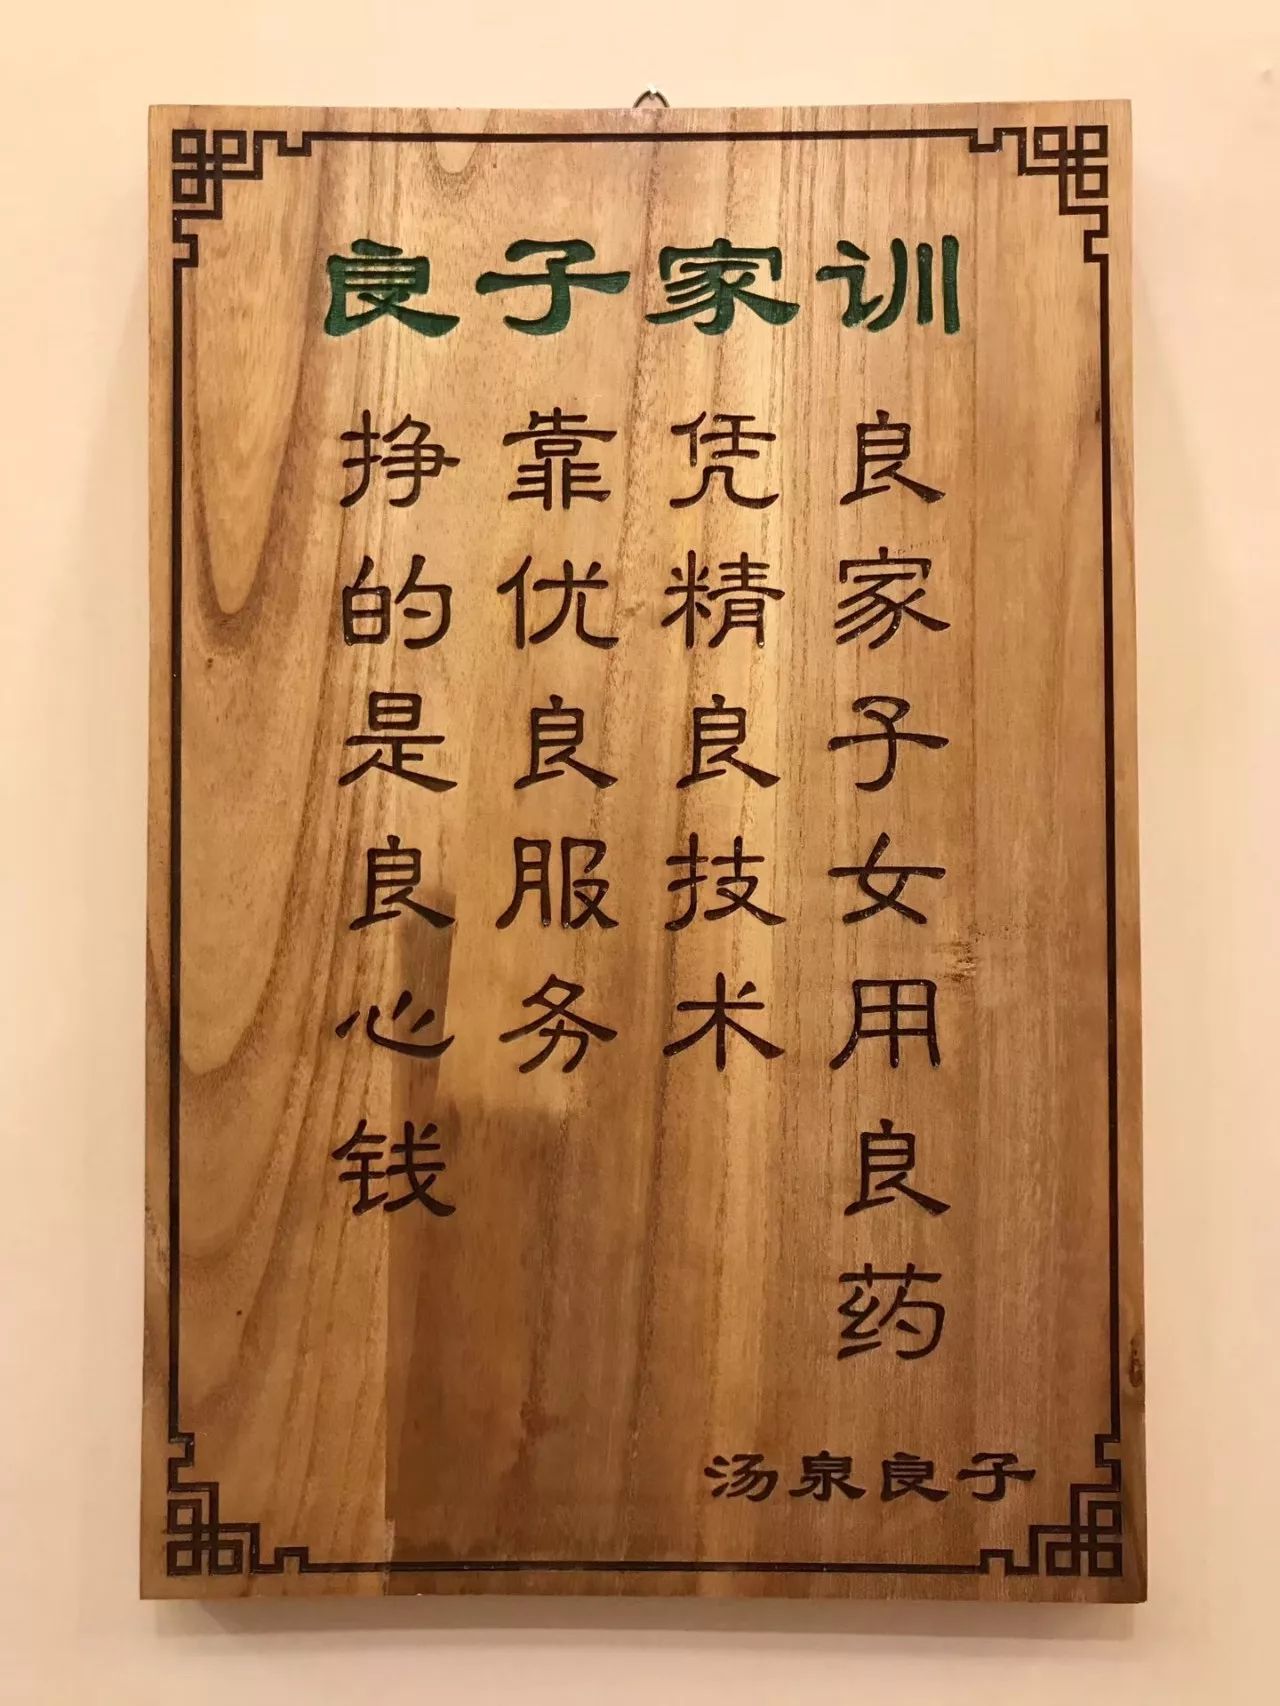 良子家训
良家子女用良药
凭精良技术
靠优良服务
挣的是良心钱
汤泉良子